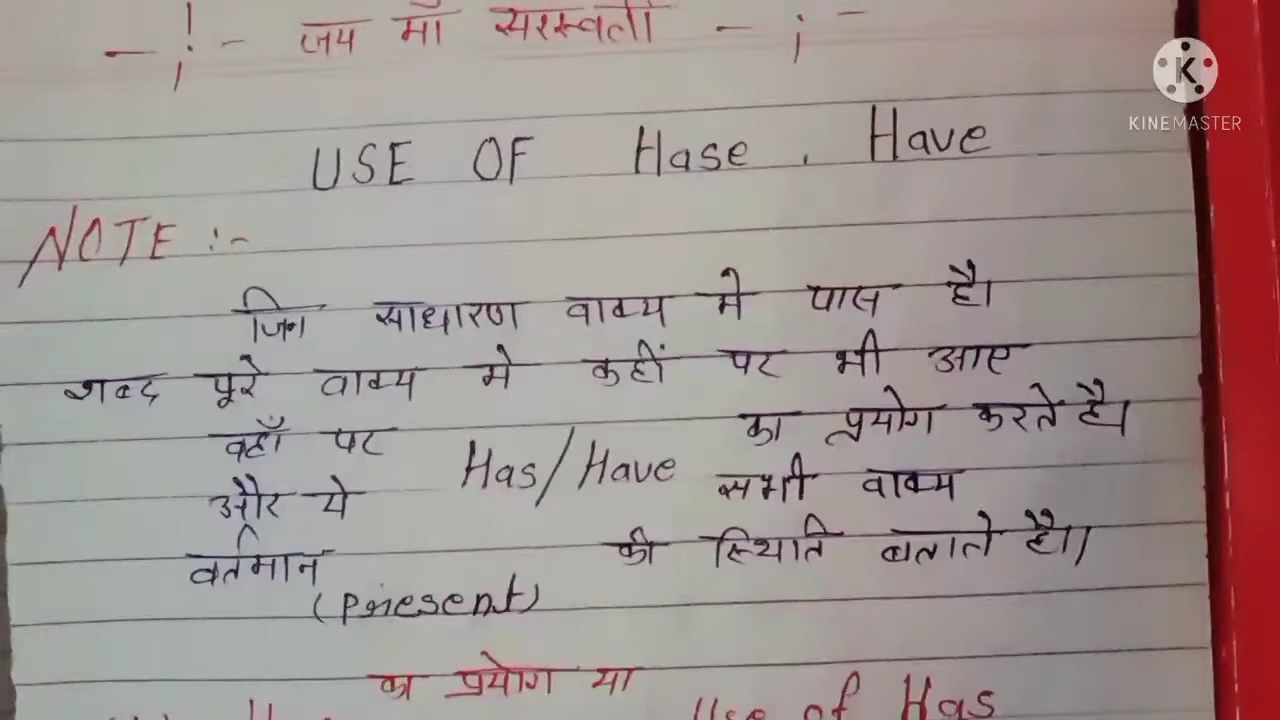 - ! - जय माँ सरस्वती - ; -
KINEMASTER
USE OF Hase , Have
NOTE :-
जिन साधारण वाक्य मे पास है।
शब्द पूरे वाक्य मे कहीं पर भी आए
वहाँ पर Has/Have का प्रयोग करते है।
और ये सभी वाक्य
वर्तमान की स्थिति बताते है।
(present)
का प्रयोग या
Use of Has